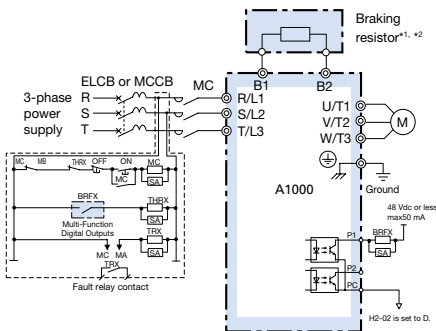 Braking
resistor*1, *2
ELCB or MCCB
MC
B1
B2
3-phase
power
supply
R
S
T
R/L1
S/L2
T/L3
U/T1
V/T2
W/T3
M
MC
MB
THRX
OFF
ON
MC
MC
SA
A1000
Ground
BRFX
THRX
SA
Multi-Function
Digital Outputs
TRX
SA
MC
MA
TRX
Fault relay contact
48 Vdc or less
max50 mA
P1
BRFX
SA
P2
PC
H2-02 is set to D.